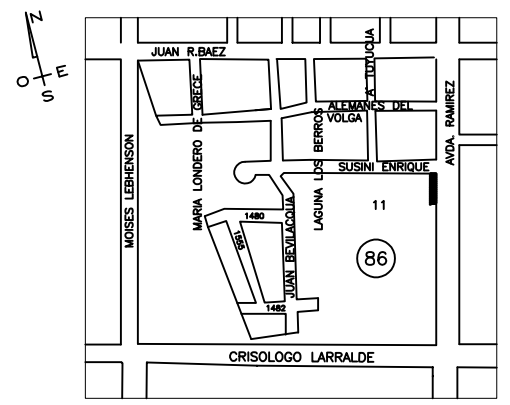 N
O E
S
JUAN R.BAEZ
A TUYUCUA
ALEMANES DEL
VOLGA
MARIA LONDERO DE GRECE
AVDA. RAMIREZ
MOISES LEBHENSON
LAGUNA LOS BERROS
SUSINI ENRIQUE
11
1480
1555
JUAN BEVILACQUA
86
1482
CRISOLOGO LARRALDE